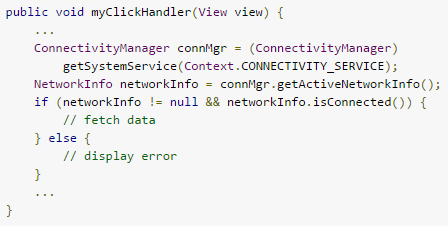 public void myClickHandler(View view) {
    ...
    ConnectivityManager connMgr = (ConnectivityManager)
        getSystemService(Context.CONNECTIVITY_SERVICE);
    NetworkInfo networkInfo = connMgr.getActiveNetworkInfo();
    if (networkInfo != null && networkInfo.isConnected()) {
        // fetch data
    } else {
        // display error
    }
    ...
}